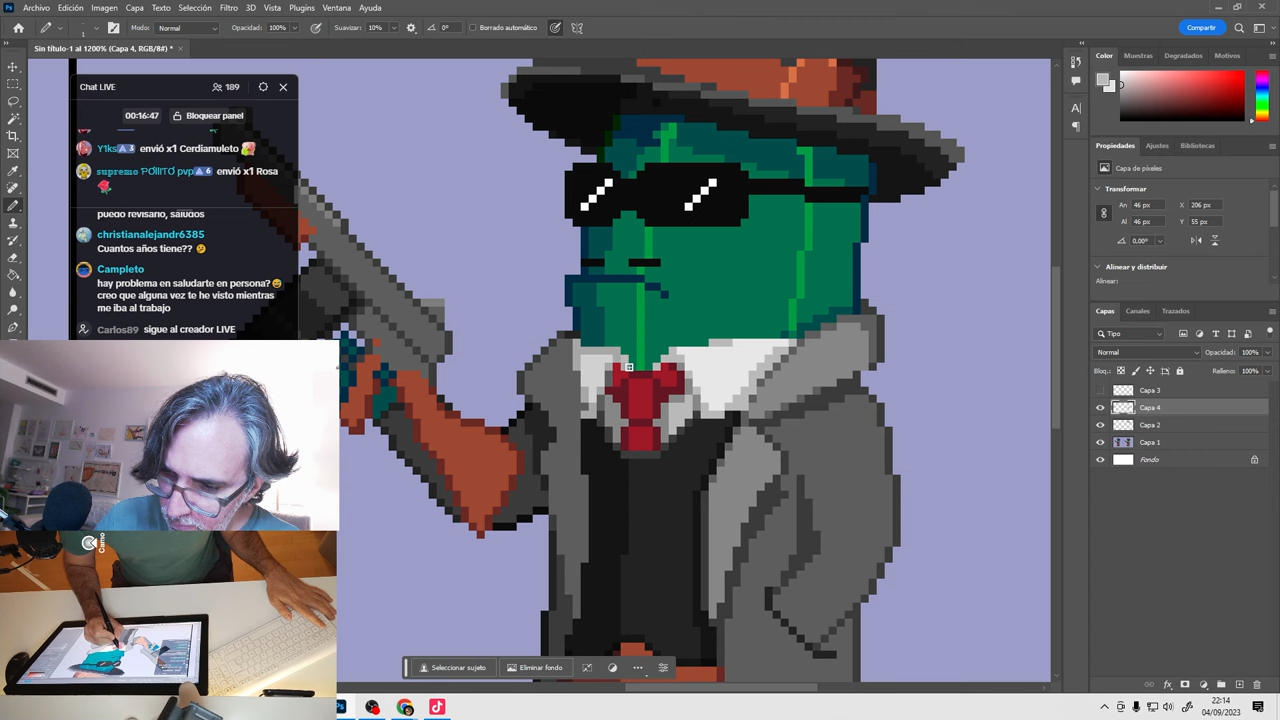 Archivo Edición Imagen Capa Texto Selección Filtro 3D Vista Plugins Ventana Ayuda
Modo: Normal Opacidad: 100% Suavizar: 10% 0° Borrado automático Compartir
Sin título-1 al 1200% (Capa 4, RGB/8#) *
Chat LIVE 189
00:16:47 Bloquear panel
Y1ks 3 envió x1 Cerdiamuleto
supremo pvp 6 envió x1 Rosa
puedo revisarlo, saludos
christianalejandr6385
Cuantos años tiene??
Campleto
hay problema en saludarte en persona?
creo que alguna vez te he visto mientras
me iba al trabajo
Carlos89 sigue al creador LIVE
Camo
Seleccionar sujeto Eliminar fondo
Color Muestras Degradados Motivos
Propiedades Ajustes Bibliotecas
Capa de píxeles
Transformar
An 46 px X 206 px
Al 46 px Y 55 px
0,00°
Alinear y distribuir
Alinear:
Capas Canales Trazados
Tipo
Normal Opacidad: 100%
Bloq.: Relleno: 100%
Capa 3
Capa 4
Capa 2
Capa 1
Fondo
22:14
04/09/2023